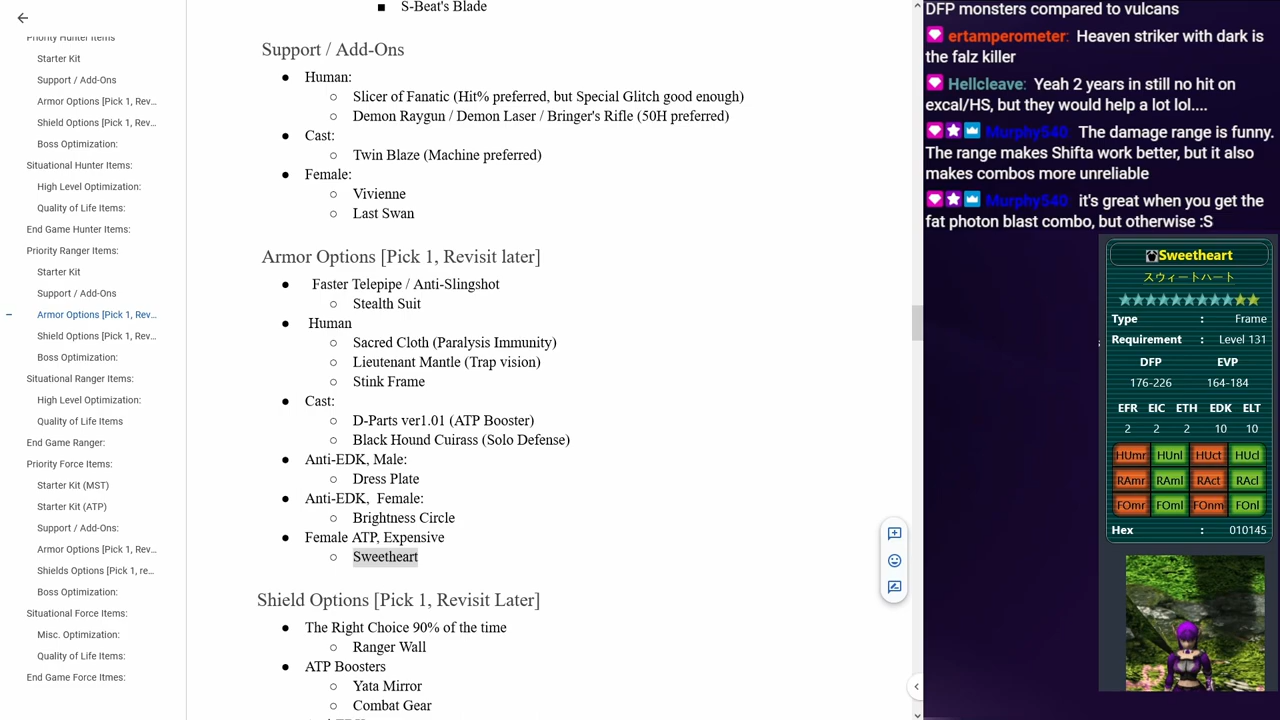 Priority Hunter Items
Starter Kit
Support / Add-Ons
Armor Options [Pick 1, Rev...
Shield Options [Pick 1, Rev...
Boss Optimization:
Situational Hunter Items:
High Level Optimization:
Quality of Life Items:
End Game Hunter Items:
Priority Ranger Items:
Starter Kit
Support / Add-Ons
Armor Options [Pick 1, Rev...
Shield Options [Pick 1, Rev...
Boss Optimization:
Situational Ranger Items:
High Level Optimization:
Quality of Life Items
End Game Ranger:
Priority Force Items:
Starter Kit (MST)
Starter Kit (ATP)
Support / Add-Ons:
Armor Options [Pick 1, Rev...
Shields Options [Pick 1, re...
Boss Optimization:
Situational Force Items:
Misc. Optimization:
Quality of Life Items:
End Game Force Itmes:
■ S-Beat's Blade
Support / Add-Ons
● Human:
○ Slicer of Fanatic (Hit% preferred, but Special Glitch good enough)
○ Demon Raygun / Demon Laser / Bringer's Rifle (50H preferred)
● Cast:
○ Twin Blaze (Machine preferred)
● Female:
○ Vivienne
○ Last Swan
Armor Options [Pick 1, Revisit later]
● Faster Telepipe / Anti-Slingshot
○ Stealth Suit
● Human
○ Sacred Cloth (Paralysis Immunity)
○ Lieutenant Mantle (Trap vision)
○ Stink Frame
● Cast:
○ D-Parts ver1.01 (ATP Booster)
○ Black Hound Cuirass (Solo Defense)
● Anti-EDK, Male:
○ Dress Plate
● Anti-EDK, Female:
○ Brightness Circle
● Female ATP, Expensive
○ Sweetheart
Shield Options [Pick 1, Revisit Later]
● The Right Choice 90% of the time
○ Ranger Wall
● ATP Boosters
○ Yata Mirror
○ Combat Gear
DFP monsters compared to vulcans
ertamperometer: Heaven striker with dark is
the falz killer
Hellcleave: Yeah 2 years in still no hit on
excal/HS, but they would help a lot lol....
Murphy540: The damage range is funny.
The range makes Shifta work better, but it also
makes combos more unreliable
Murphy540: it's great when you get the
fat photon blast combo, but otherwise :S
Sweetheart
スウィートハート
★★★★★★★★★★★
Type : Frame
Requirement : Level 131
DFP EVP
176-226 164-184
EFR EIC ETH EDK ELT
2 2 2 10 10
HUmr HUnl HUct HUcl
RAmr RAml RAct RAcl
FOmr FOml FOnm FOnl
Hex : 010145